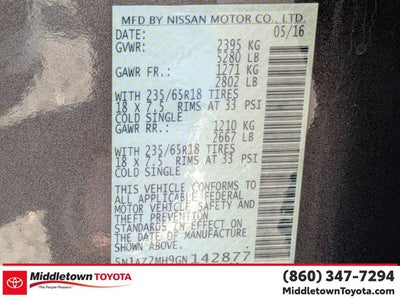 MFD BY NISSAN MOTOR CO., LTD.
DATE: 05/16
GVWR: 2395 KG
5280 LB
GAWR FR.: 1271 KG
2802 LB
WITH 235/65R18 TIRES
18 x 7.5 RIMS AT 33 PSI
COLD SINGLE
GAWR RR.: 1210 KG
2667 LB
WITH 235/65R18 TIRES
18 x 7.5 RIMS AT 33 PSI
COLD SINGLE
THIS VEHICLE CONFORMS TO
ALL APPLICABLE FEDERAL
MOTOR VEHICLE SAFETY AND
THEFT PREVENTION
STANDARDS IN EFFECT ON
THE DATE OF MANUFACTURE
SHOWN ABOVE.
5N1AZ2MH9GN142877
Middletown TOYOTA
"The People Pleasers"
(860) 347-7294
MiddletownToyota.com